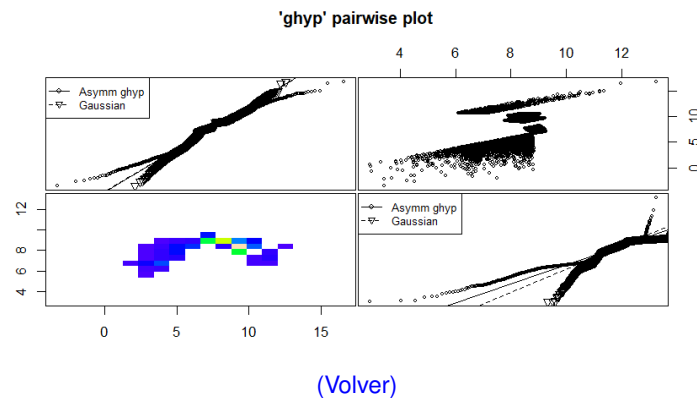 'ghyp' pairwise plot
4 6 8 10 12
Asymm ghyp
Gaussian
10
5
0
12
10
8
6
4
Asymm ghyp
Gaussian
0 5 10 15
(Volver)